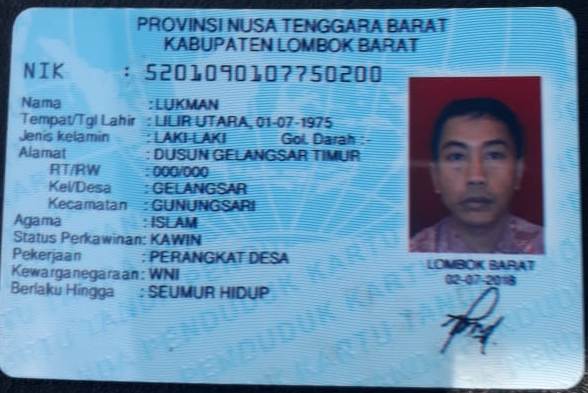 PROVINSI NUSA TENGGARA BARAT
KABUPATEN LOMBOK BARAT
NIK : 5201090107750200
Nama : LUKMAN
Tempat/Tgl Lahir : LILIR UTARA, 01-07-1975
Jenis kelamin : LAKI-LAKI Gol. Darah :-
Alamat : DUSUN GELANGSAR TIMUR
RT/RW : 000/000
Kel/Desa : GELANGSAR
Kecamatan : GUNUNGSARI
Agama : ISLAM
Status Perkawinan: KAWIN
Pekerjaan : PERANGKAT DESA
Kewarganegaraan: WNI
Berlaku Hingga : SEUMUR HIDUP
LOMBOK BARAT
02-07-2018